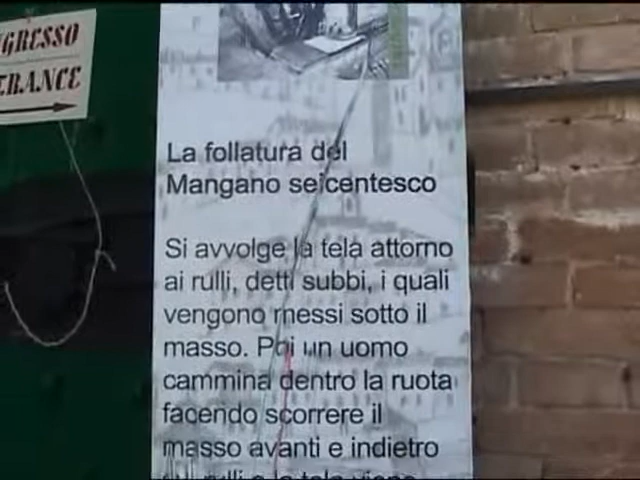 GRESSO
La follatura del
Mangano seicentesco
Si avvolge la tela attorno
ai rulli, detti subbi, i quali
vengono messi sotto il
masso. Poi un uomo
cammina dentro la ruota
facendo scorrere il
masso avanti e indietro